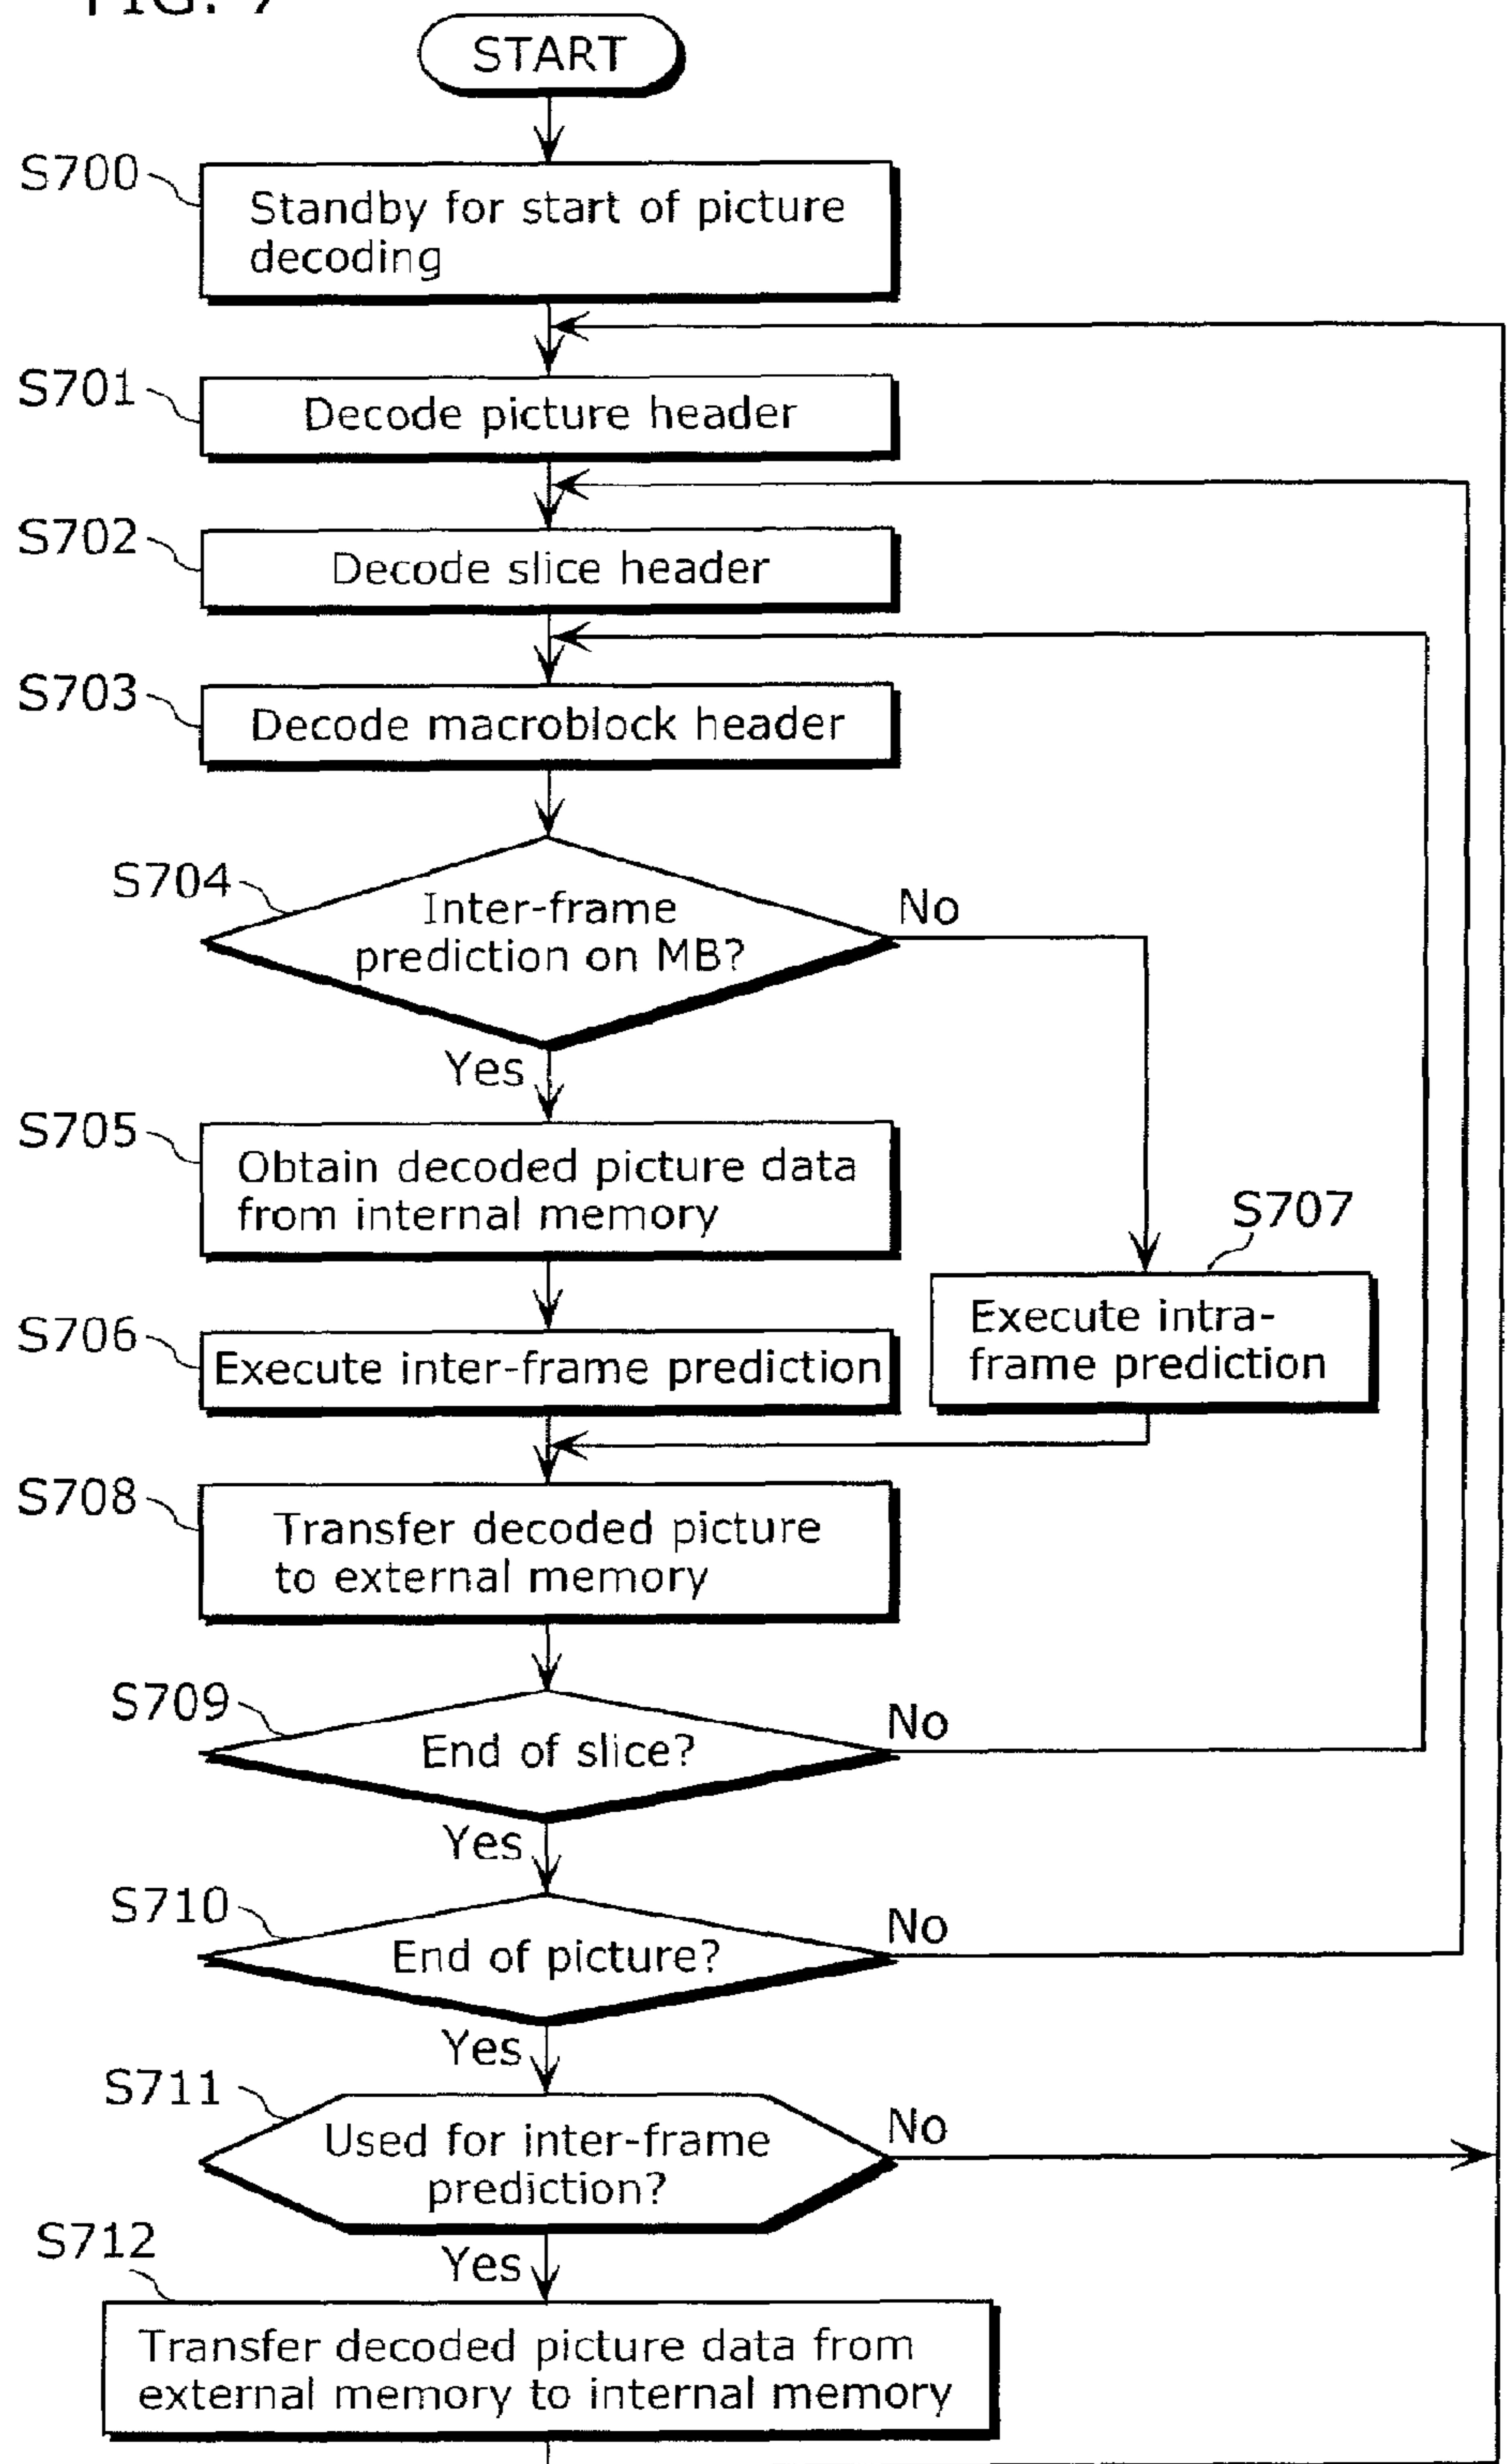 FIG. 7
START
S700
Standby for start of picture
decoding
S701
Decode picture header
S702
Decode slice header
S703
Decode macroblock header
S704
Inter-frame
prediction on MB?
No
Yes
S705
Obtain decoded picture data
from internal memory
S707
Execute intra-
frame prediction
S706
Execute inter-frame prediction
S708
Transfer decoded picture
to external memory
S709
End of slice?
No
Yes
S710
End of picture?
No
Yes
S711
Used for inter-frame
prediction?
No
Yes
S712
Transfer decoded picture data from
external memory to internal memory